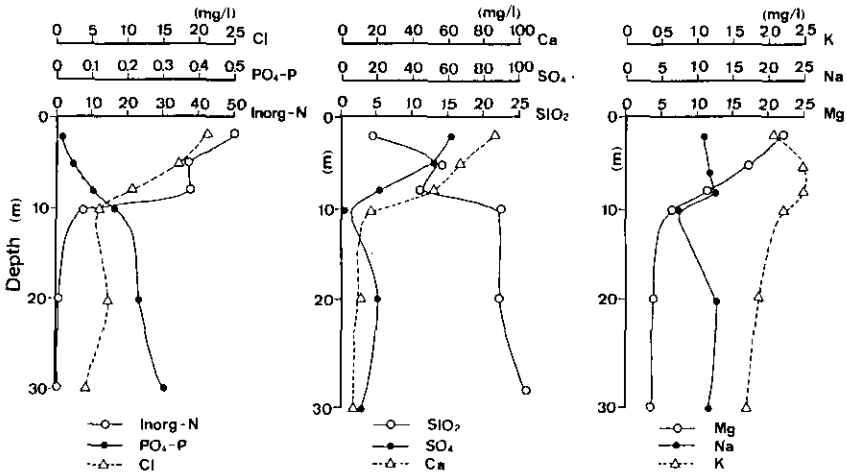 (mg/l) (mg/l) (mg/l)
0 5 10 15 20 25 0 20 40 60 80 100 0 5 10 15 20 25
Cl Ca K
0 0.1 0.2 0.3 0.4 0.5 0 20 40 60 80 100 0 5 10 15 20 25
PO₄-P SO₄ Na
0 10 20 30 40 50 0 5 10 15 20 25 0 5 10 15 20 25
Inorg-N SIO₂ Mg
0
10
20
30
Depth (m)
0
(m)
10
20
30
0
(m)
10
20
30
Inorg-N SIO₂ Mg
PO₄-P SO₄ Na
Cl Ca K